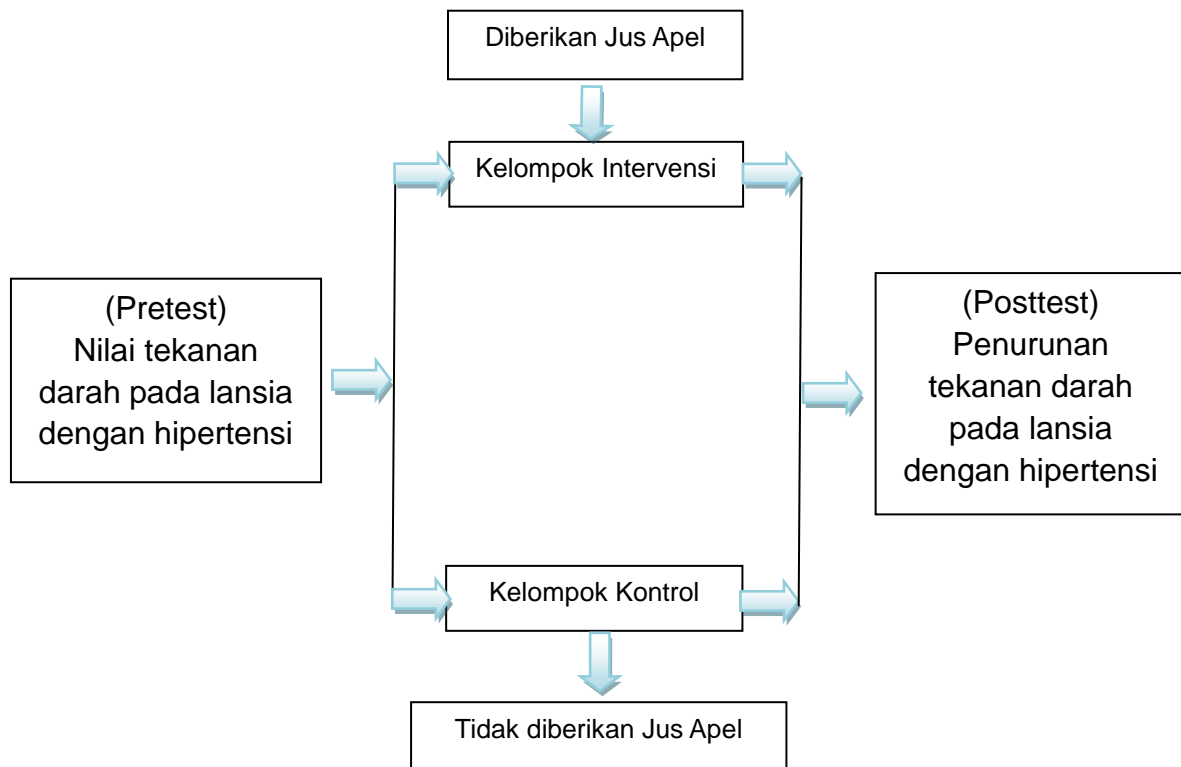 Diberikan Jus Apel
Kelompok Intervensi
(Pretest)
Nilai tekanan
darah pada lansia
dengan hipertensi
(Posttest)
Penurunan
tekanan darah
pada lansia
dengan hipertensi
Kelompok Kontrol
Tidak diberikan Jus Apel